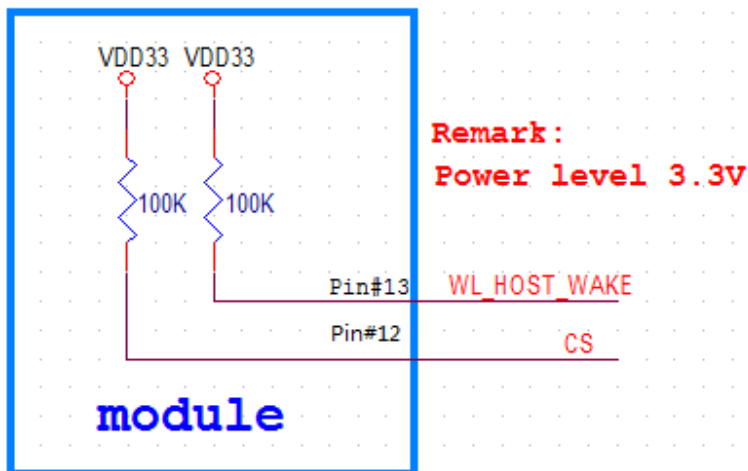 VDD33 VDD33
Remark:
Power level 3.3V
100K 100K
Pin#13 WL_HOST_WAKE
Pin#12 CS
module